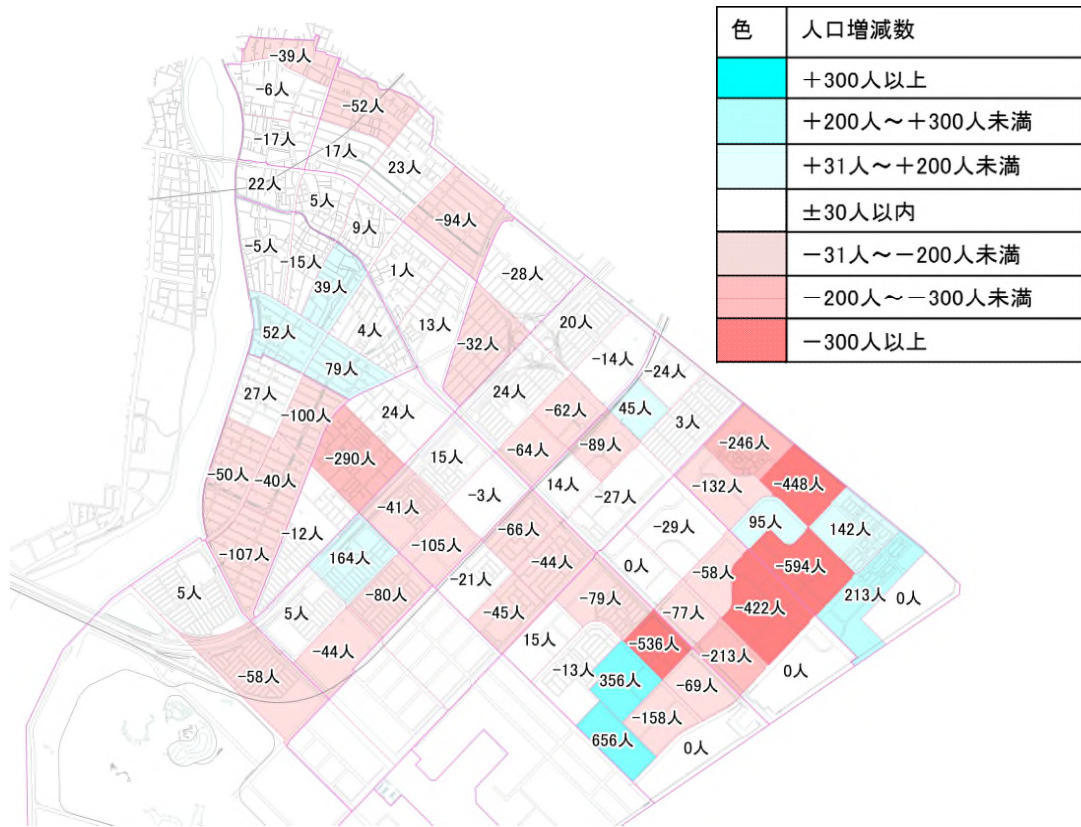 色 人口増減数
+300人以上
+200人～+300人未満
+31人～+200人未満
±30人以内
－31人～－200人未満
－200人～－300人未満
－300人以上
-39人
-6人
-52人
-17人
17人
23人
22人
5人
-94人
9人
-5人
-15人
1人
-28人
39人
13人
20人
52人
4人
-32人
-14人
79人
-24人
27人
24人
24人
-62人
45人
-100人
3人
-89人
-246人
-64人
15人
-290人
-50人
-40人
-3人
14人
-27人
-132人
-448人
-41人
-12人
-66人
-29人
95人
142人
-107人
164人
-105人
-44人
0人
-58人
-594人
5人
-80人
-21人
213人
0人
5人
-45人
-79人
-77人
-422人
-44人
15人
-536人
-213人
-58人
-13人
356人
-69人
0人
-158人
656人
0人